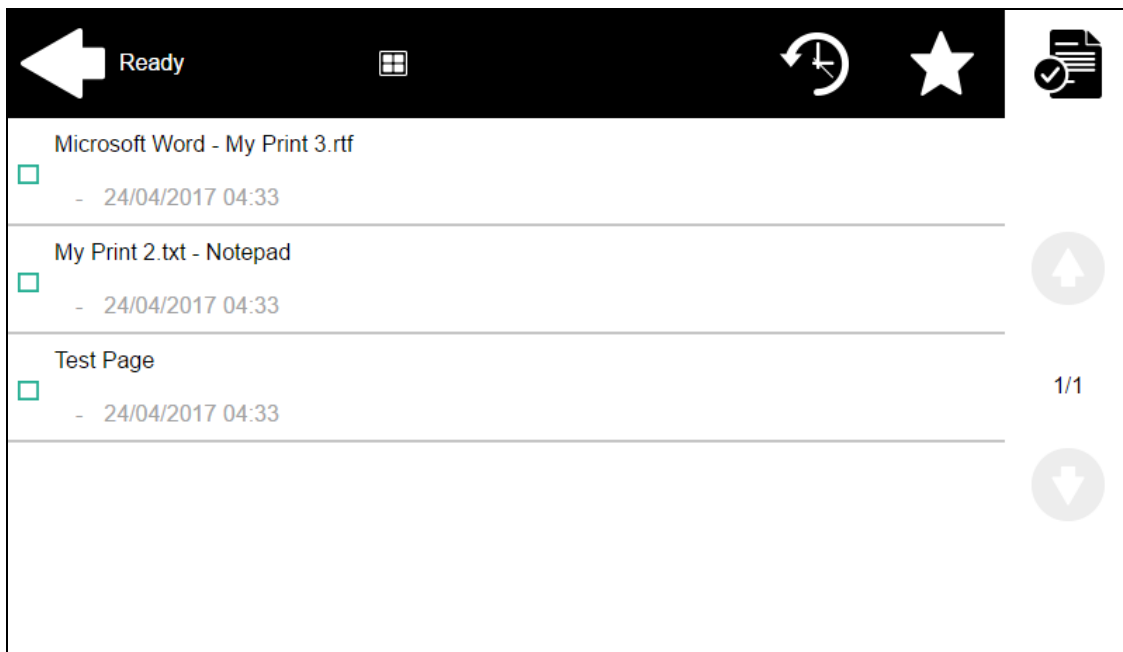 Ready
Microsoft Word - My Print 3.rtf
- 24/04/2017 04:33
My Print 2.txt - Notepad
- 24/04/2017 04:33
Test Page
- 24/04/2017 04:33
1/1